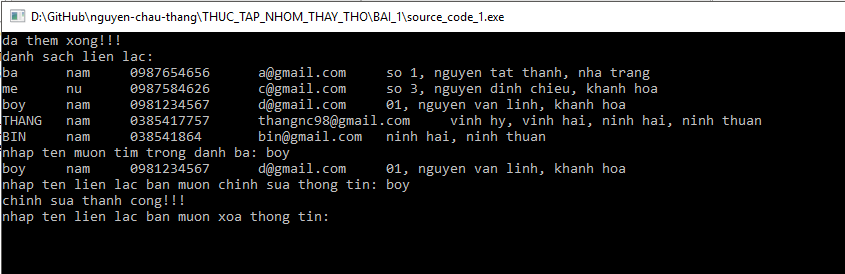 D:\GitHub\nguyen-chau-thang\THUC_TAP_NHOM_THAY_THO\BAI_1\source_code_1.exe
da them xong!!!
danh sach lien lac:
ba nam 0987654656 a@gmail.com so 1, nguyen tat thanh, nha trang
me nu 0987584626 c@gmail.com so 3, nguyen dinh chieu, khanh hoa
boy nam 0981234567 d@gmail.com 01, nguyen van linh, khanh hoa
THANG nam 0385417757 thangnc98@gmail.com vinh hy, vinh hai, ninh hai, ninh thuan
BIN nam 038541864 bin@gmail.com ninh hai, ninh thuan
nhap ten muon tim trong danh ba: boy
boy nam 0981234567 d@gmail.com 01, nguyen van linh, khanh hoa
nhap ten lien lac ban muon chinh sua thong tin: boy
chinh sua thanh cong!!!
nhap ten lien lac ban muon xoa thong tin: